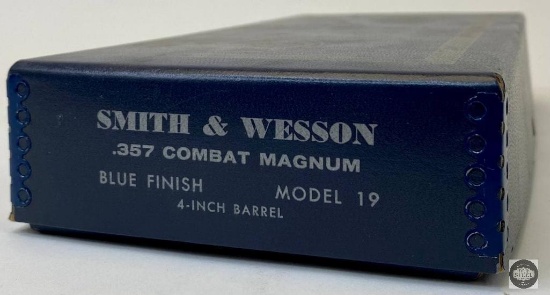 SMITH & WESSON
.357 COMBAT MAGNUM
BLUE FINISH MODEL 19
4-INCH BARREL